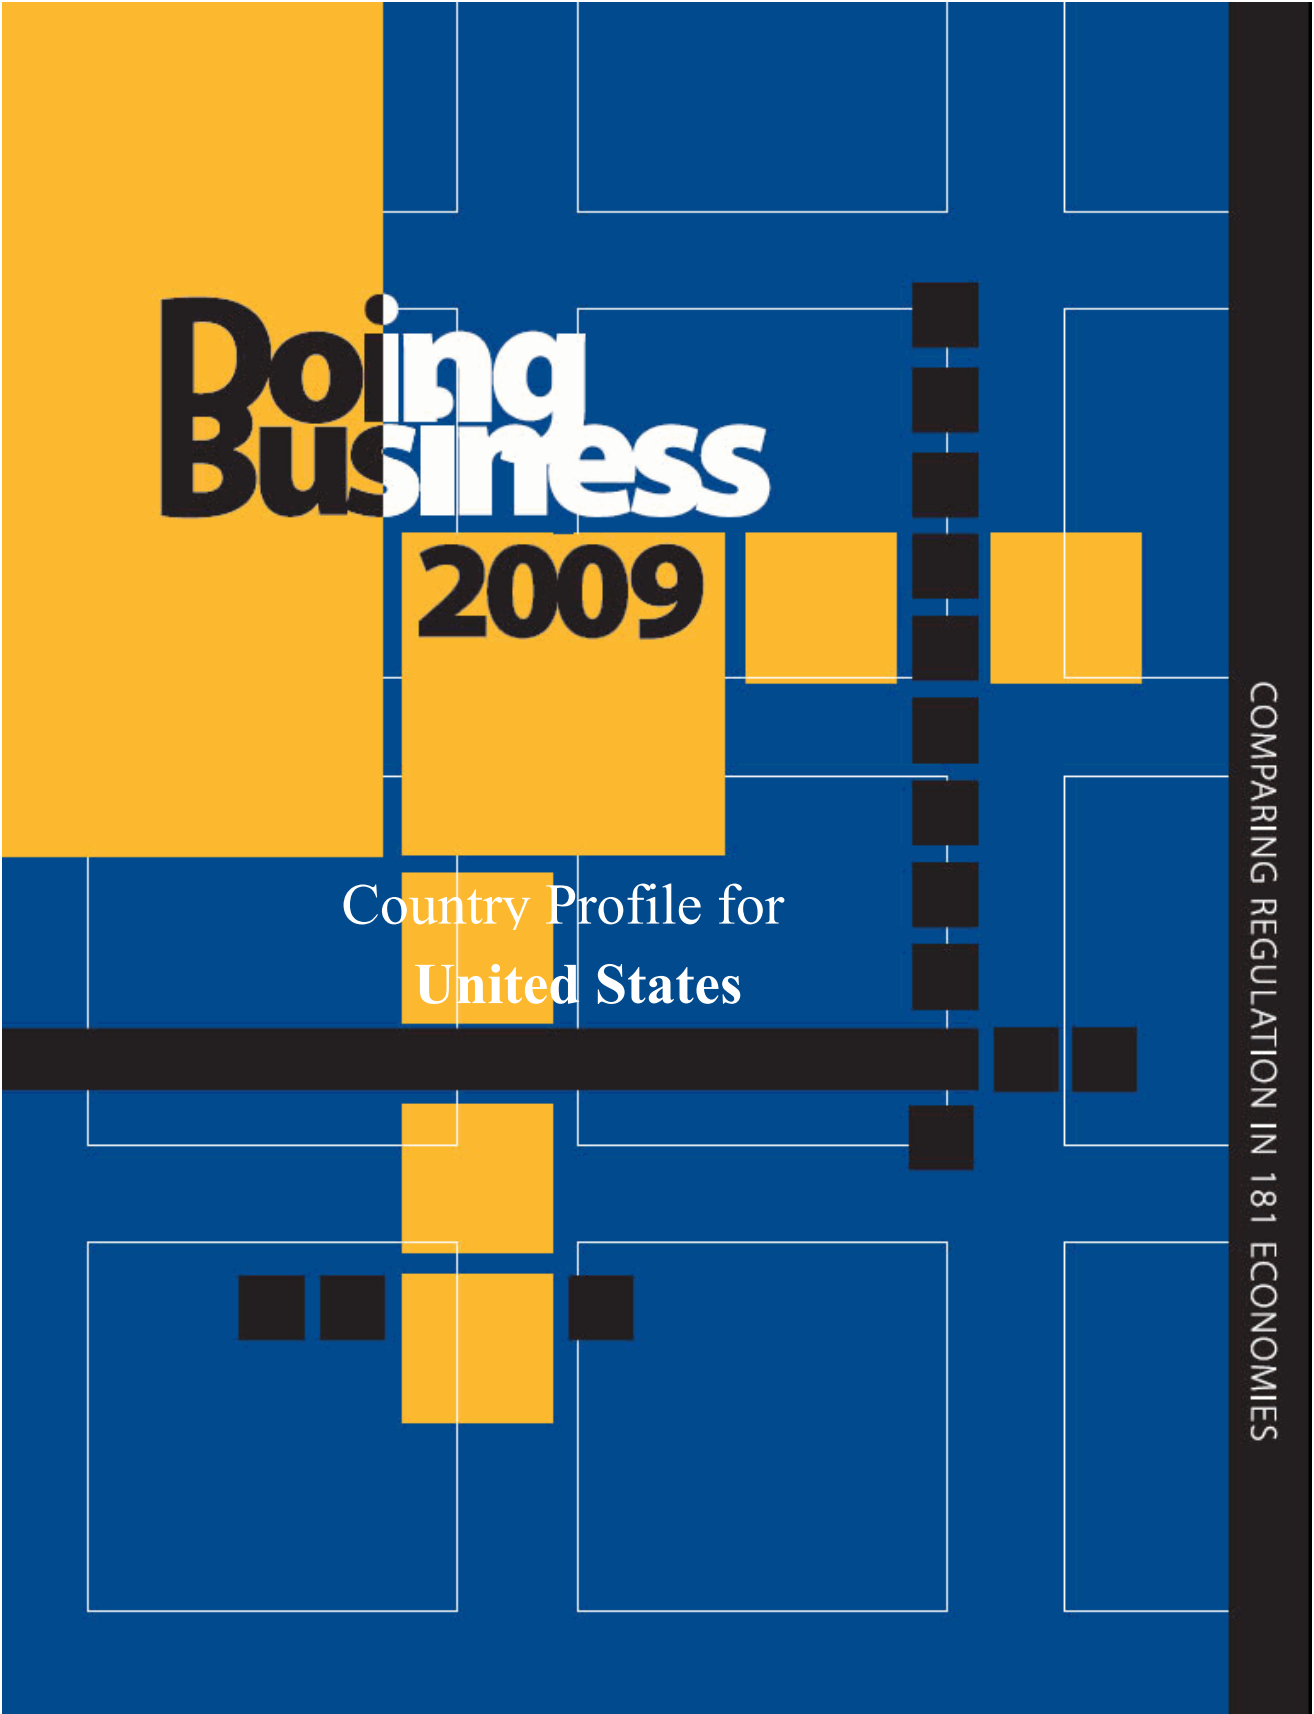 Doing
Business
2009
Country Profile for
United States
COMPARING REGULATION IN 181 ECONOMIES